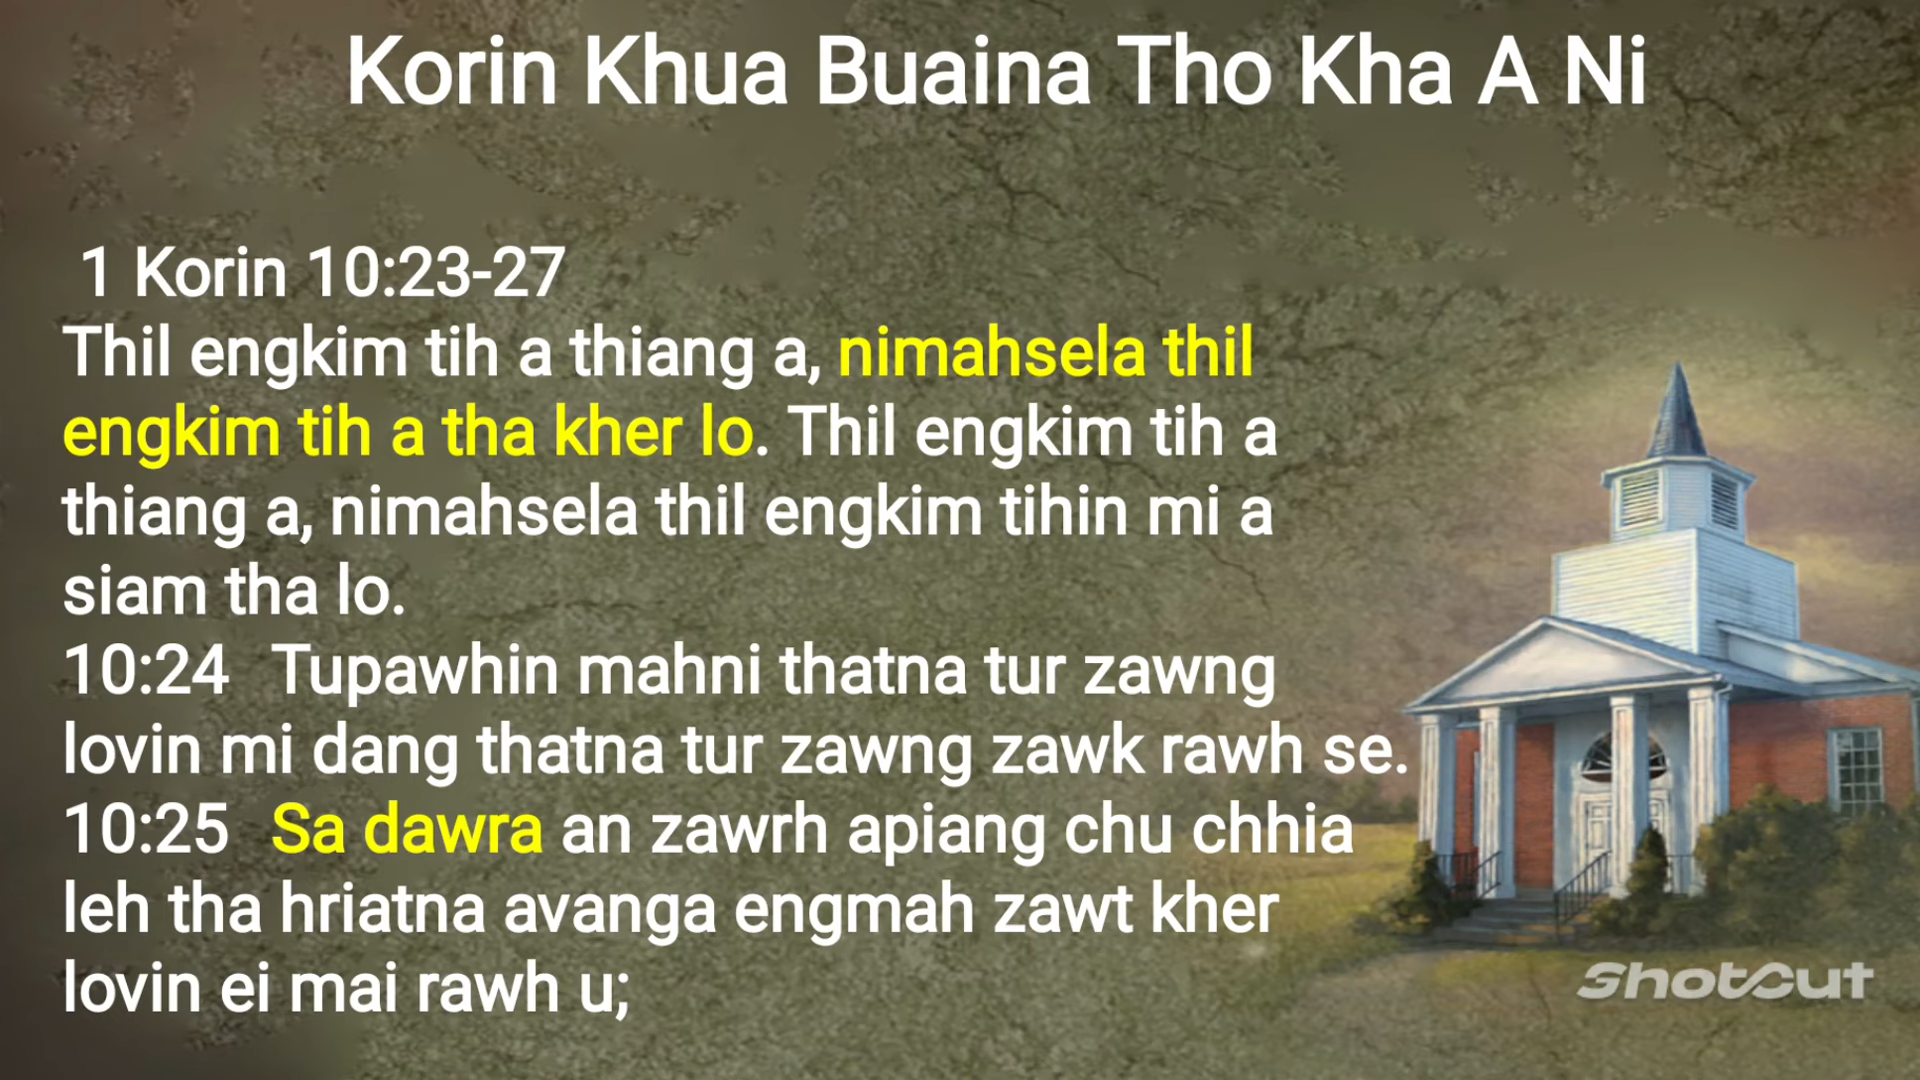 Korin Khua Buaina Tho Kha A Ni
1 Korin 10:23-27
Thil engkim tih a thiang a, nimahsela thil
engkim tih a tha kher lo. Thil engkim tih a
thiang a, nimahsela thil engkim tihin mi a
siam tha lo.
10:24 Tupawhin mahni thatna tur zawng
lovin mi dang thatna tur zawng zawk rawh se.
10:25 Sa dawra an zawrh apiang chu chhia
leh tha hriatna avanga engmah zawt kher
lovin ei mai rawh u;
ShotCut